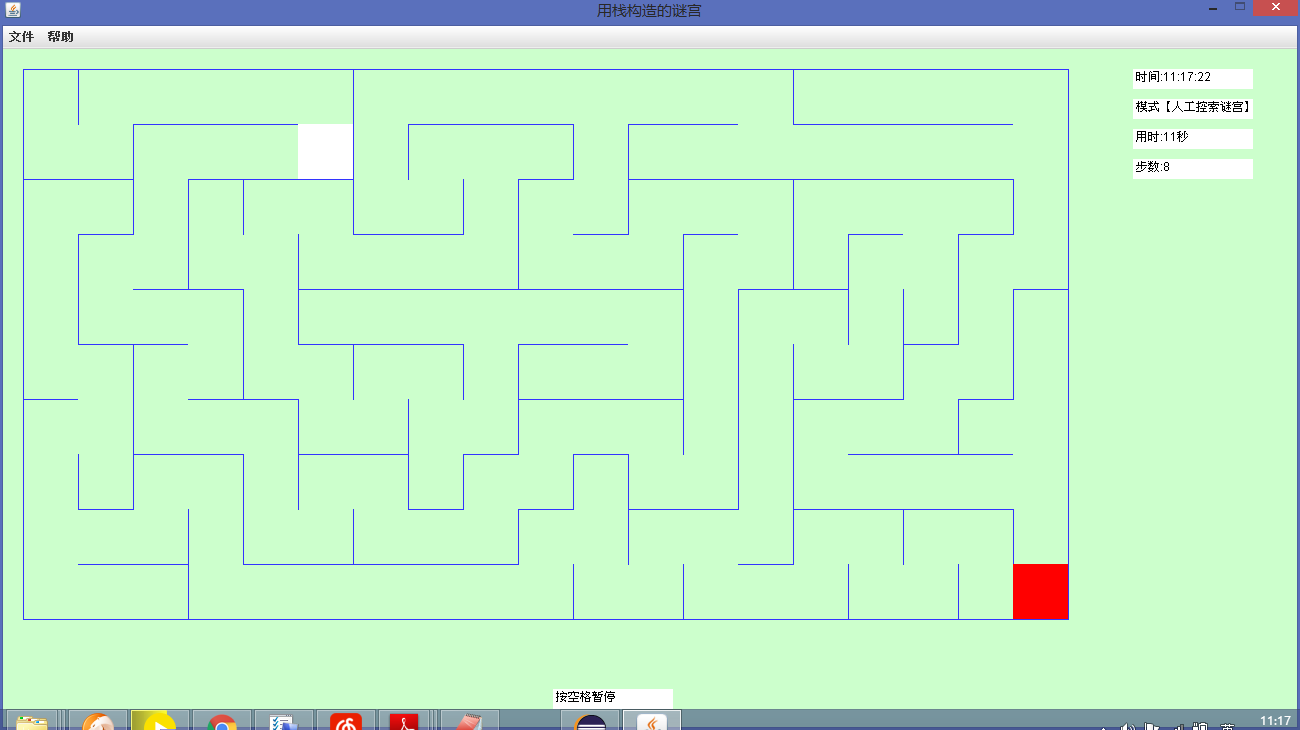 用栈构造的谜宫
文件 帮助
时间:11:17:22
模式【人工控索谜宫】
用时:11秒
步数:8
按空格暂停
英
11:17